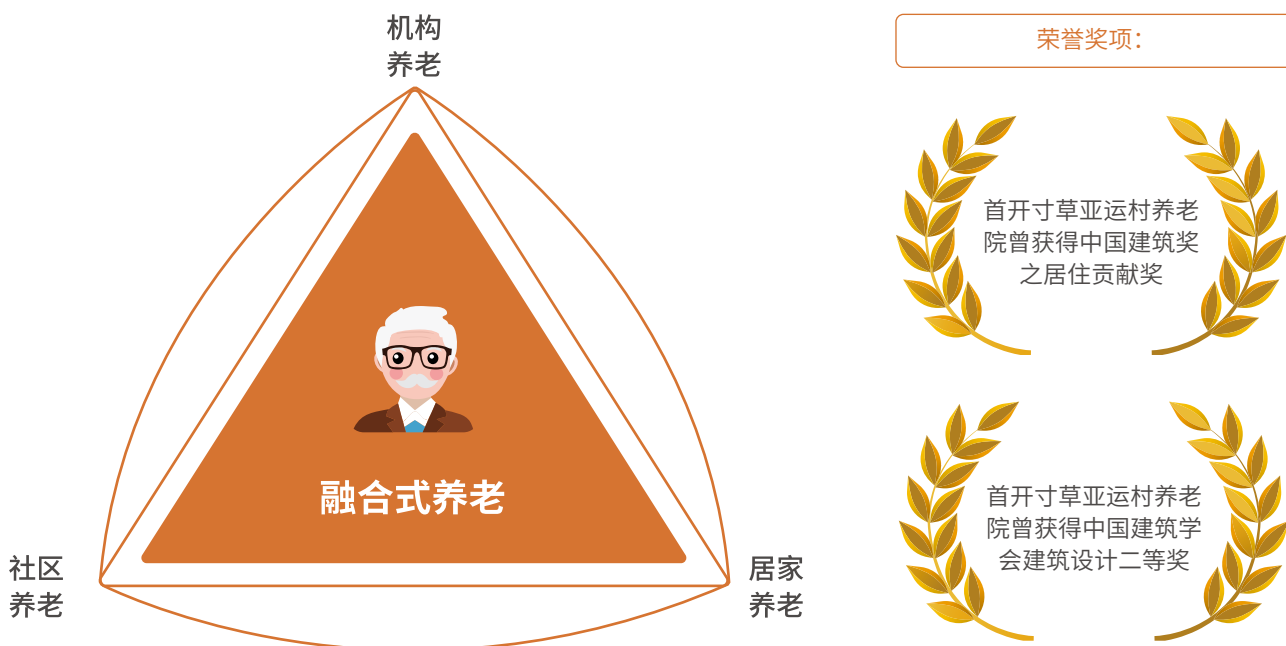 机构
养老
融合式养老
社区
养老
居家
养老
荣誉奖项：
首开寸草亚运村养老
院曾获得中国建筑奖
之居住贡献奖
首开寸草亚运村养老
院曾获得中国建筑学
会建筑设计二等奖